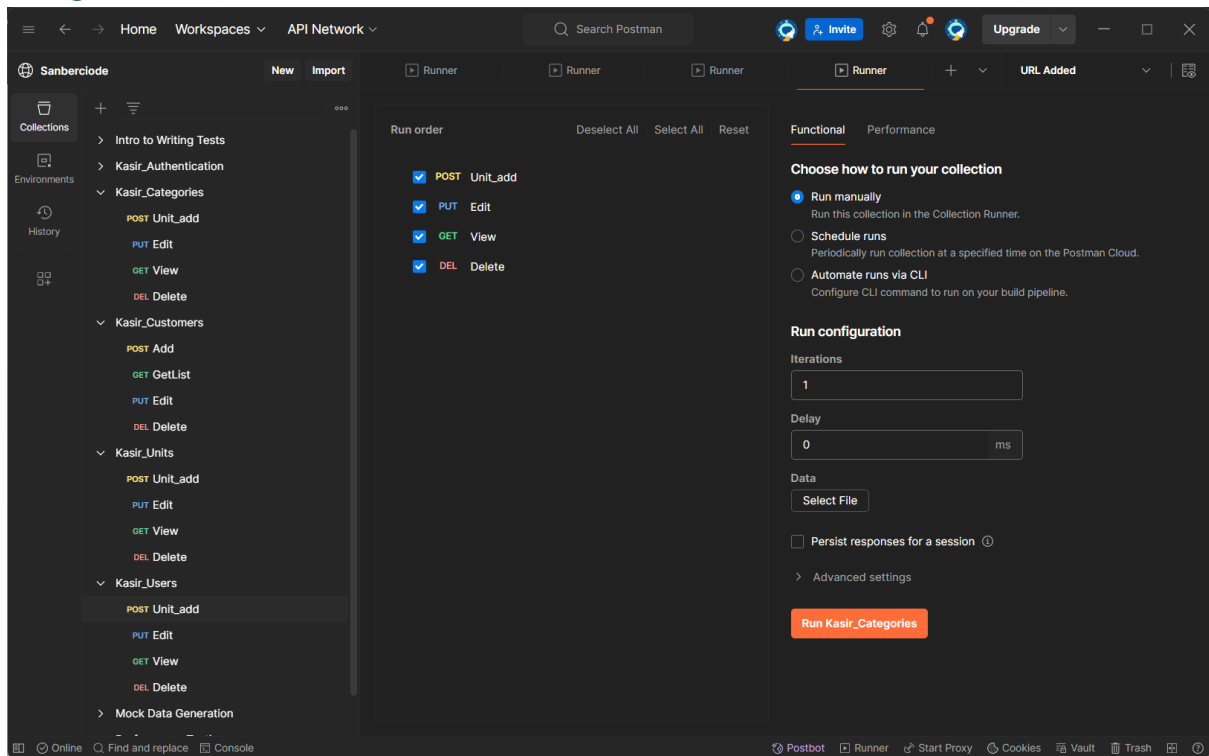 Home Workspaces API Network Search Postman Invite Upgrade
Sanberciode New Import Runner Runner Runner Runner URL Added
Collections
Environments
History
Intro to Writing Tests
Kasir_Authentication
Kasir_Categories
POST Unit_add
PUT Edit
GET View
DEL Delete
Kasir_Customers
POST Add
GET GetList
PUT Edit
DEL Delete
Kasir_Units
POST Unit_add
PUT Edit
GET View
DEL Delete
Kasir_Users
POST Unit_add
PUT Edit
GET View
DEL Delete
Mock Data Generation
Run order Deselect All Select All Reset
POST Unit_add
PUT Edit
GET View
DEL Delete
Functional Performance
Choose how to run your collection
Run manually
Run this collection in the Collection Runner.
Schedule runs
Periodically run collection at a specified time on the Postman Cloud.
Automate runs via CLI
Configure CLI command to run on your build pipeline.
Run configuration
Iterations
1
Delay
0 ms
Data
Select File
Persist responses for a session
Advanced settings
Run Kasir_Categories
Online Find and replace Console Postbot Runner Start Proxy Cookies Vault Trash